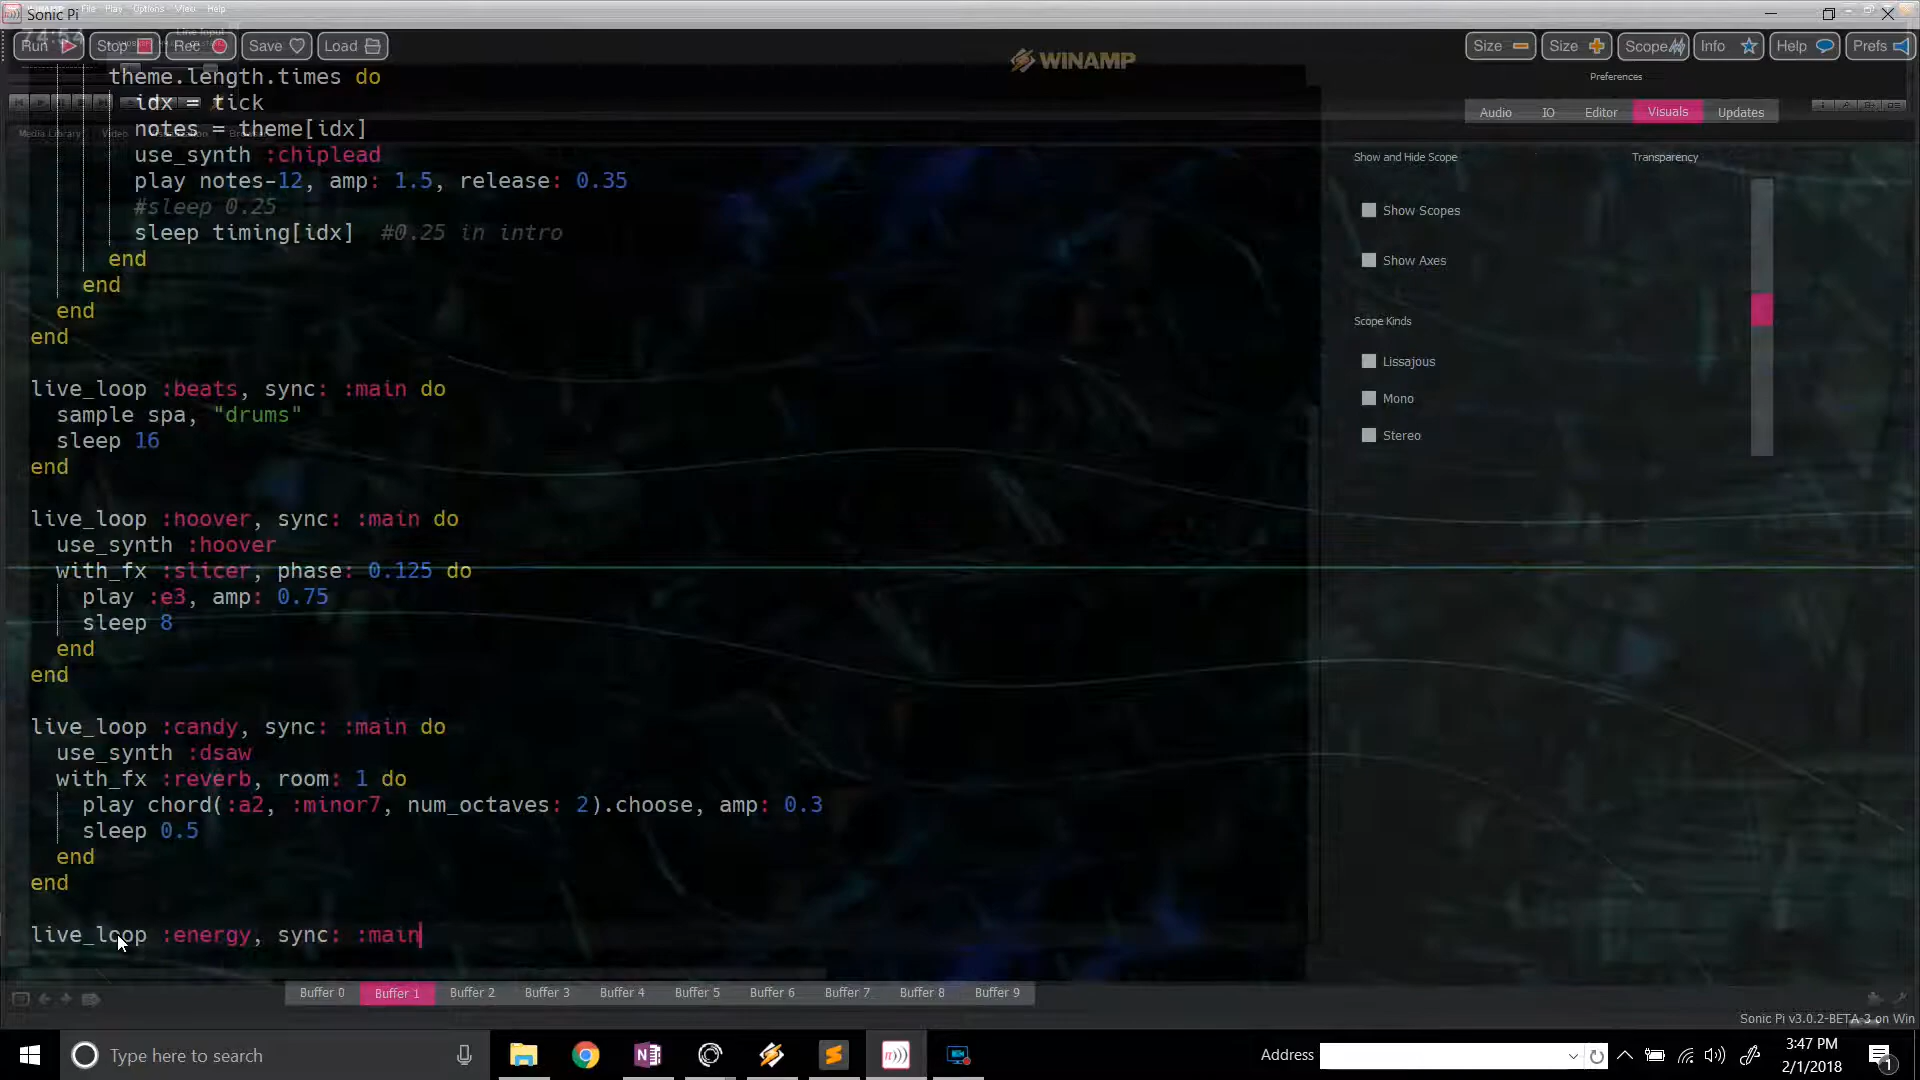 Sonic Pi
File Play Options View Help
Run Stop Rec Save Load
WINAMP
Size Size Scope Info Help Prefs
Preferences
Audio IO Editor Visuals Updates
Show and Hide Scope
Transparency
Show Scopes
Show Axes
Scope Kinds
Lissajous
Mono
Stereo
Media Library Video
theme.length.times do
idx = tick
notes = theme[idx]
use_synth :chiplead
play notes-12, amp: 1.5, release: 0.35
#sleep 0.25
sleep timing[idx]  #0.25 in intro
end
end
end
end
live_loop :beats, sync: :main do
sample spa, "drums"
sleep 16
end
live_loop :hoover, sync: :main do
use_synth :hoover
with_fx :slicer, phase: 0.125 do
play :e3, amp: 0.75
sleep 8
end
end
live_loop :candy, sync: :main do
use_synth :dsaw
with_fx :reverb, room: 1 do
play chord(:a2, :minor7, num_octaves: 2).choose, amp: 0.3
sleep 0.5
end
end
live_loop :energy, sync: :main
Buffer 0 Buffer 1 Buffer 2 Buffer 3 Buffer 4 Buffer 5 Buffer 6 Buffer 7 Buffer 8 Buffer 9
Sonic Pi v3.0.2-BETA-3 on Win
Type here to search
Address
3:47 PM
2/1/2018
1